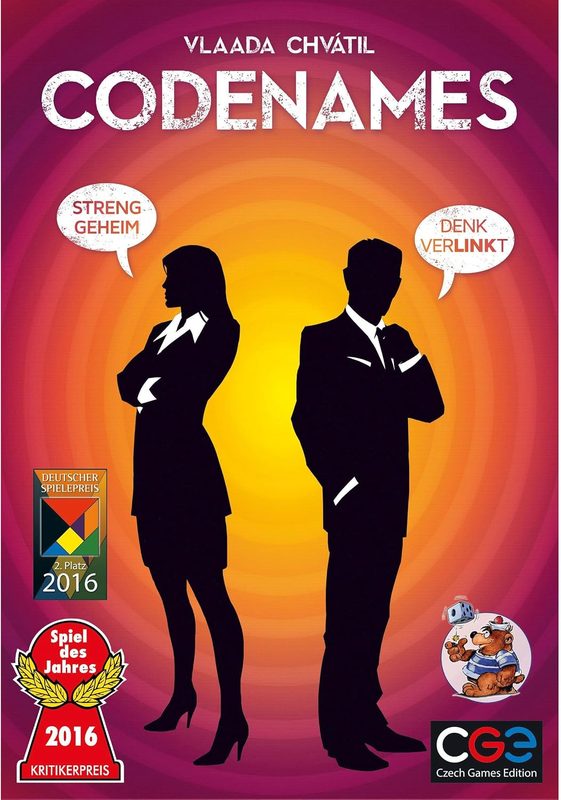 VLAADA CHVÁTIL
CODENAMES
STRENG
GEHEIM
DENK
VERLINKT
DEUTSCHER
SPIELEPREIS
2. Platz
2016
Spiel
des
Jahres
2016
KRITIKERPREIS
CGE
Czech Games Edition